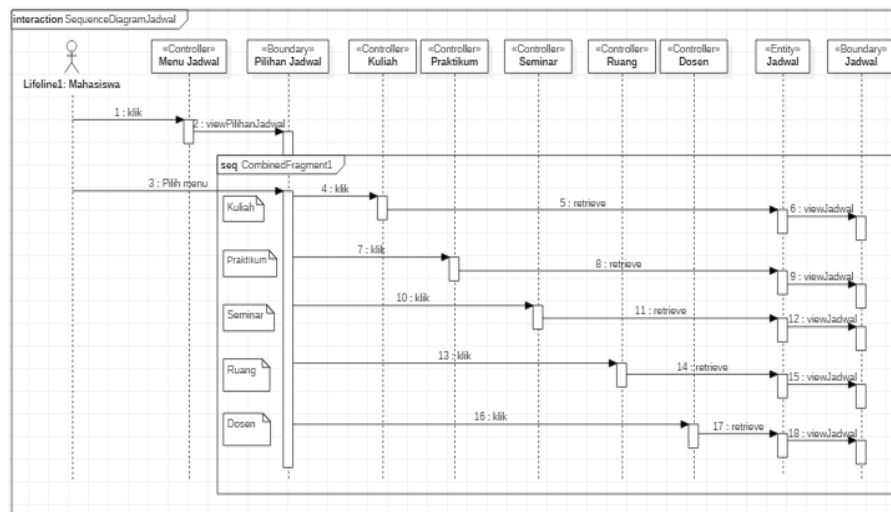 interaction SequenceDiagramJadwal
Lifeline1: Mahasiswa
«Controller»
Menu Jadwal
«Boundary»
Pilihan Jadwal
«Controller»
Kuliah
«Controller»
Praktikum
«Controller»
Seminar
«Controller»
Ruang
«Controller»
Dosen
«Entity»
Jadwal
«Boundary»
Jadwal
1 : klik
2 : viewPilihanJadwal
seq CombinedFragment1
3 : Pilih menu
4 : klik
Kuliah
5 : retrieve
6 : viewJadwal
7 : klik
Praktikum
8 : retrieve
9 : viewJadwal
10 : klik
Seminar
11 : retrieve
12 : viewJadwal
13 : klik
Ruang
14 : retrieve
15 : viewJadwal
16 : klik
Dosen
17 : retrieve
18 : viewJadwal